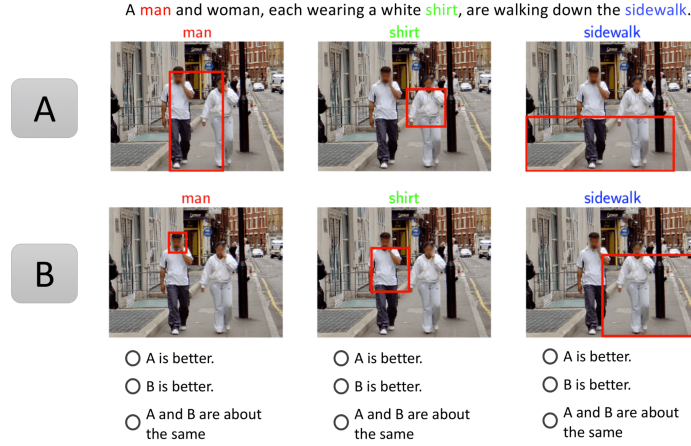 A man and woman, each wearing a white shirt, are walking down the sidewalk.
man shirt sidewalk
A
man shirt sidewalk
B
A is better. A is better. A is better.
B is better. B is better. B is better.
A and B are about A and B are about A and B are about
the same the same the same